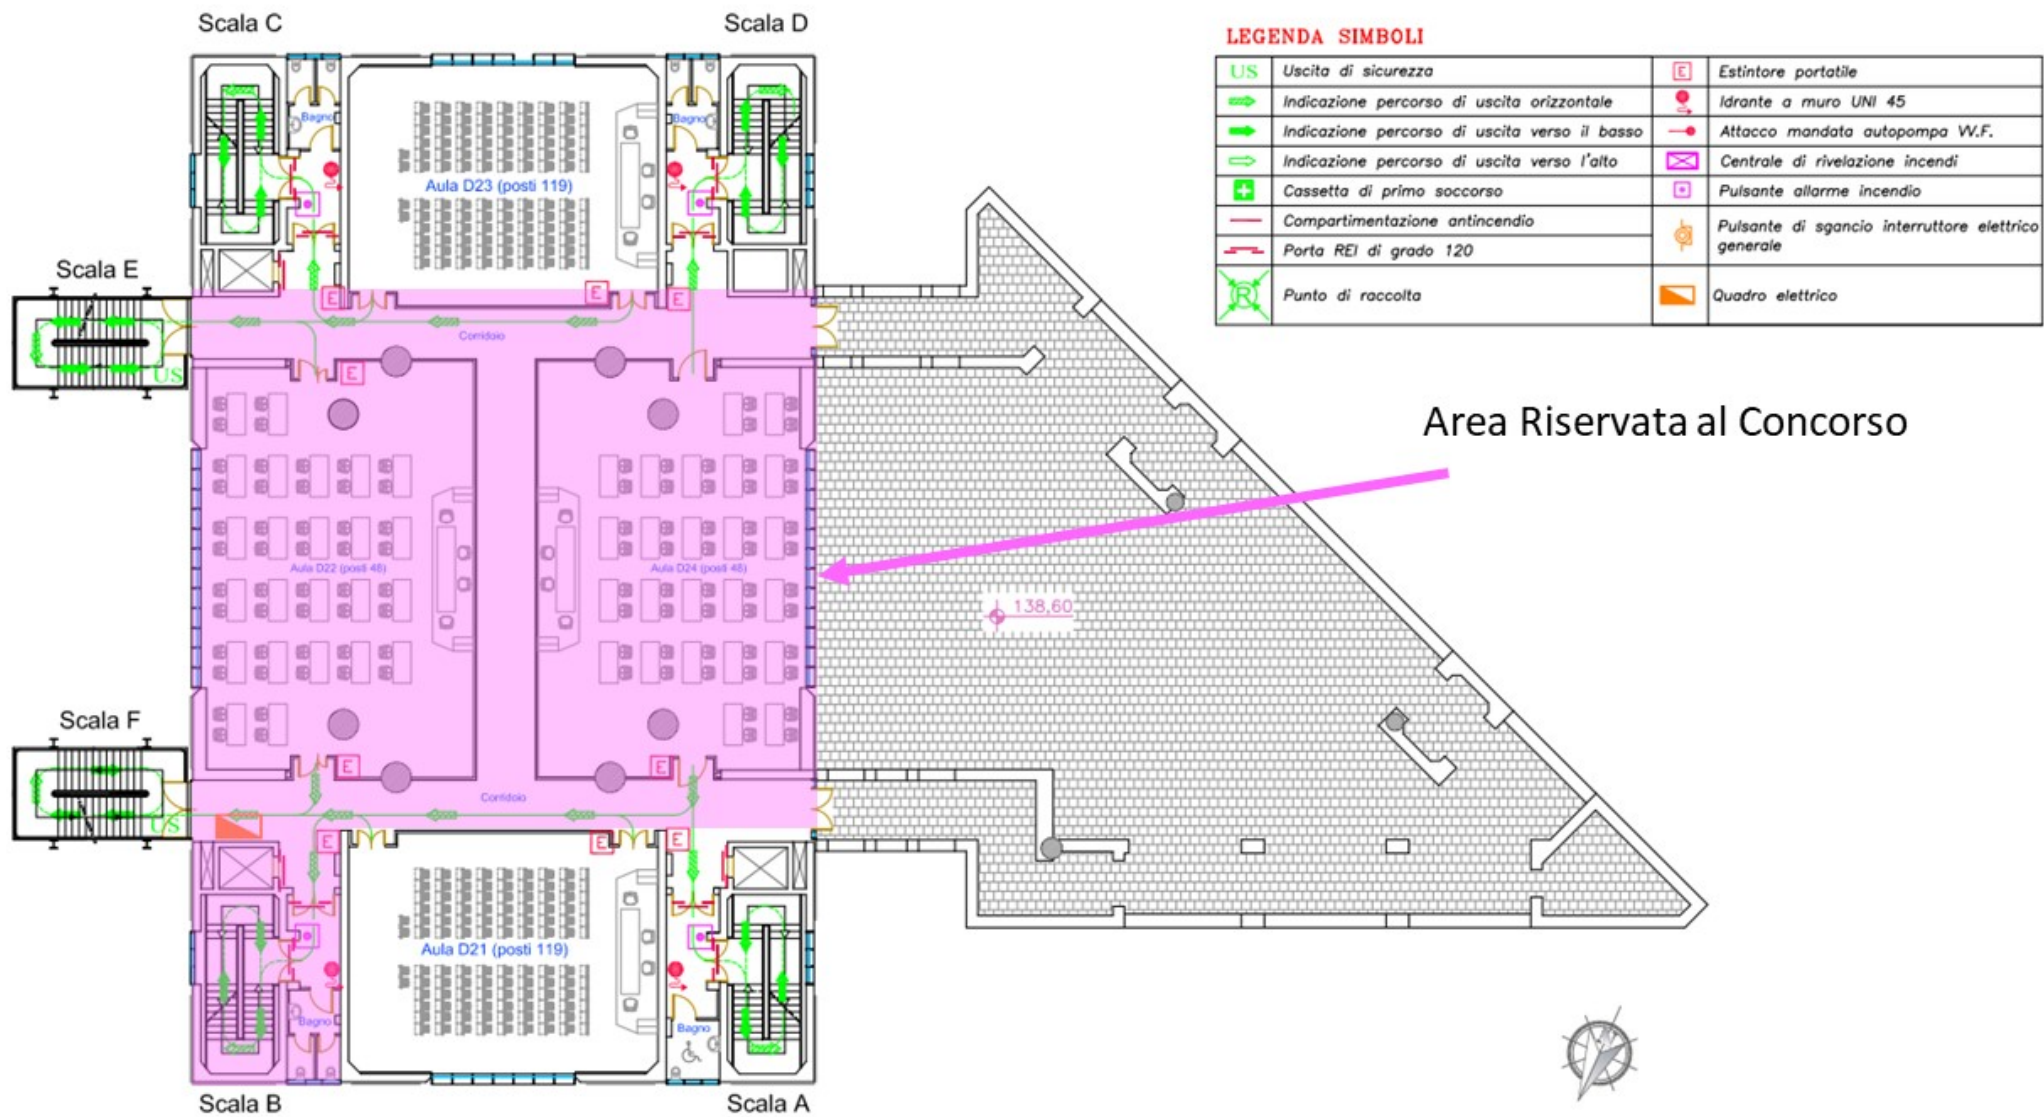 Scala C
Scala D
LEGENDA SIMBOLI
US Uscita di sicurezza
E Estintore portatile
Indicazione percorso di uscita orizzontale
Idrante a muro UNI 45
Indicazione percorso di uscita verso il basso
Attacco mandata autopompa VV.F.
Indicazione percorso di uscita verso l'alto
Centrale di rivelazione incendi
Cassetta di primo soccorso
Pulsante allarme incendio
Compartimentazione antincendio
Pulsante di sgancio interruttore elettrico
generale
Porta REI di grado 120
R Punto di raccolta
Quadro elettrico
Bagno
Bagno
Aula D23 (posti 119)
Scala E
E
E
E
Corridoio
US
E
Area Riservata al Concorso
Aula D22 (posti 48)
Aula D24 (posti 48)
138,60
Scala F
E
E
Corridoio
US
E
E
E
Aula D21 (posti 119)
Bagno
Bagno
Scala B
Scala A